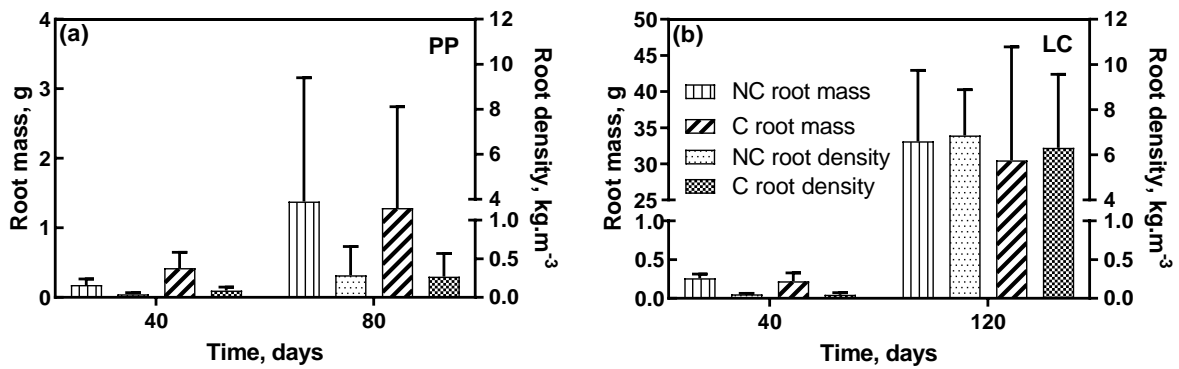 (a)
PP
Root mass, g
4
3
2
1
0
Root density, kg.m-3
12
10
8
6
4
1.0
0.5
0.0
40
80
Time, days
(b)
LC
Root mass, g
50
45
40
35
30
25
1.0
0.5
0.0
NC root mass
C root mass
NC root density
C root density
Root density, kg.m-3
12
10
8
6
4
1.0
0.5
0.0
40
120
Time, days